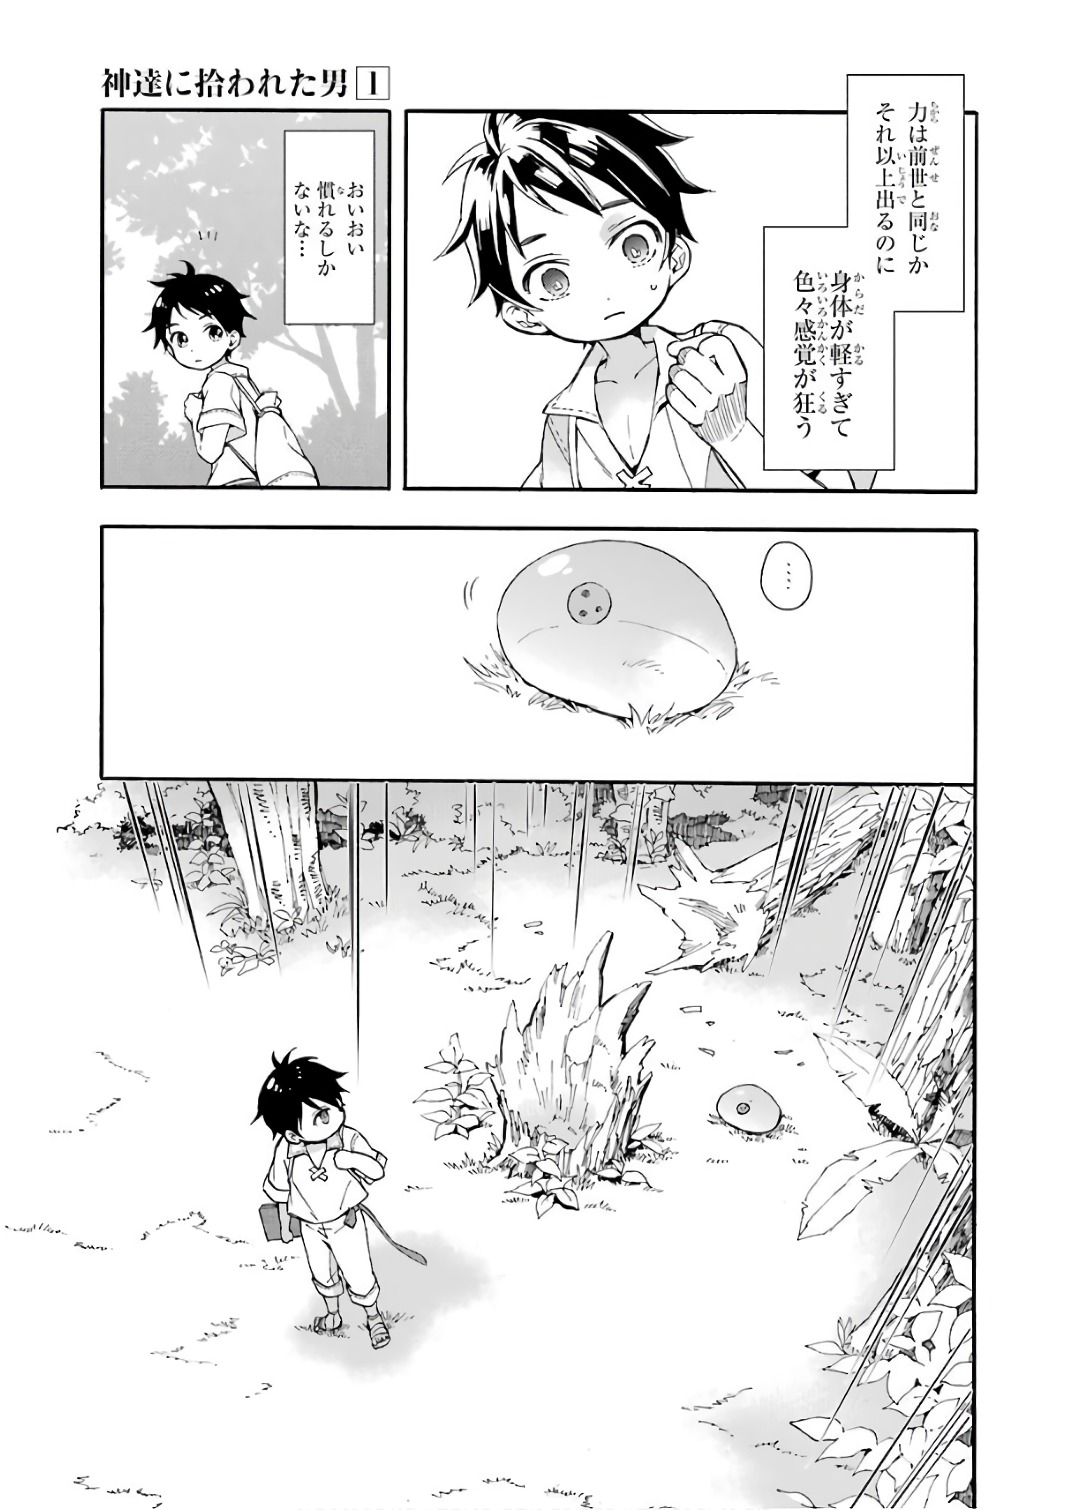 神達に拾われた男 1
力は前世と同じか
それ以上出るのに
身体が軽すぎて
色々感覚が狂う
おいおい
慣れるしか
ないな…
……